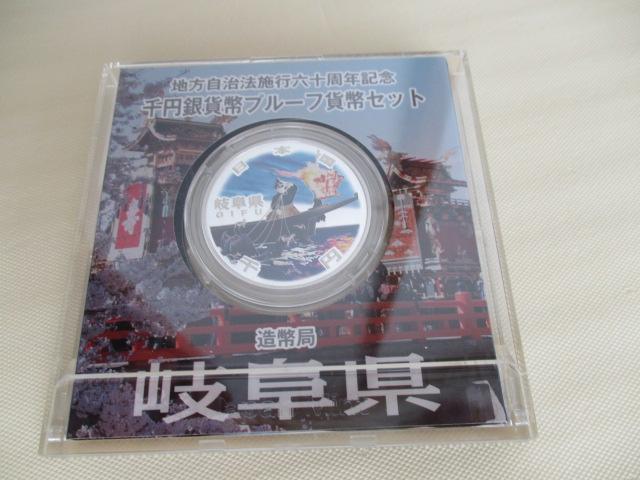 地方自治法施行六十周年記念
千円銀貨幣プルーフ貨幣セット
日本国
岐阜県
GIFU
千円
造幣局
岐阜県